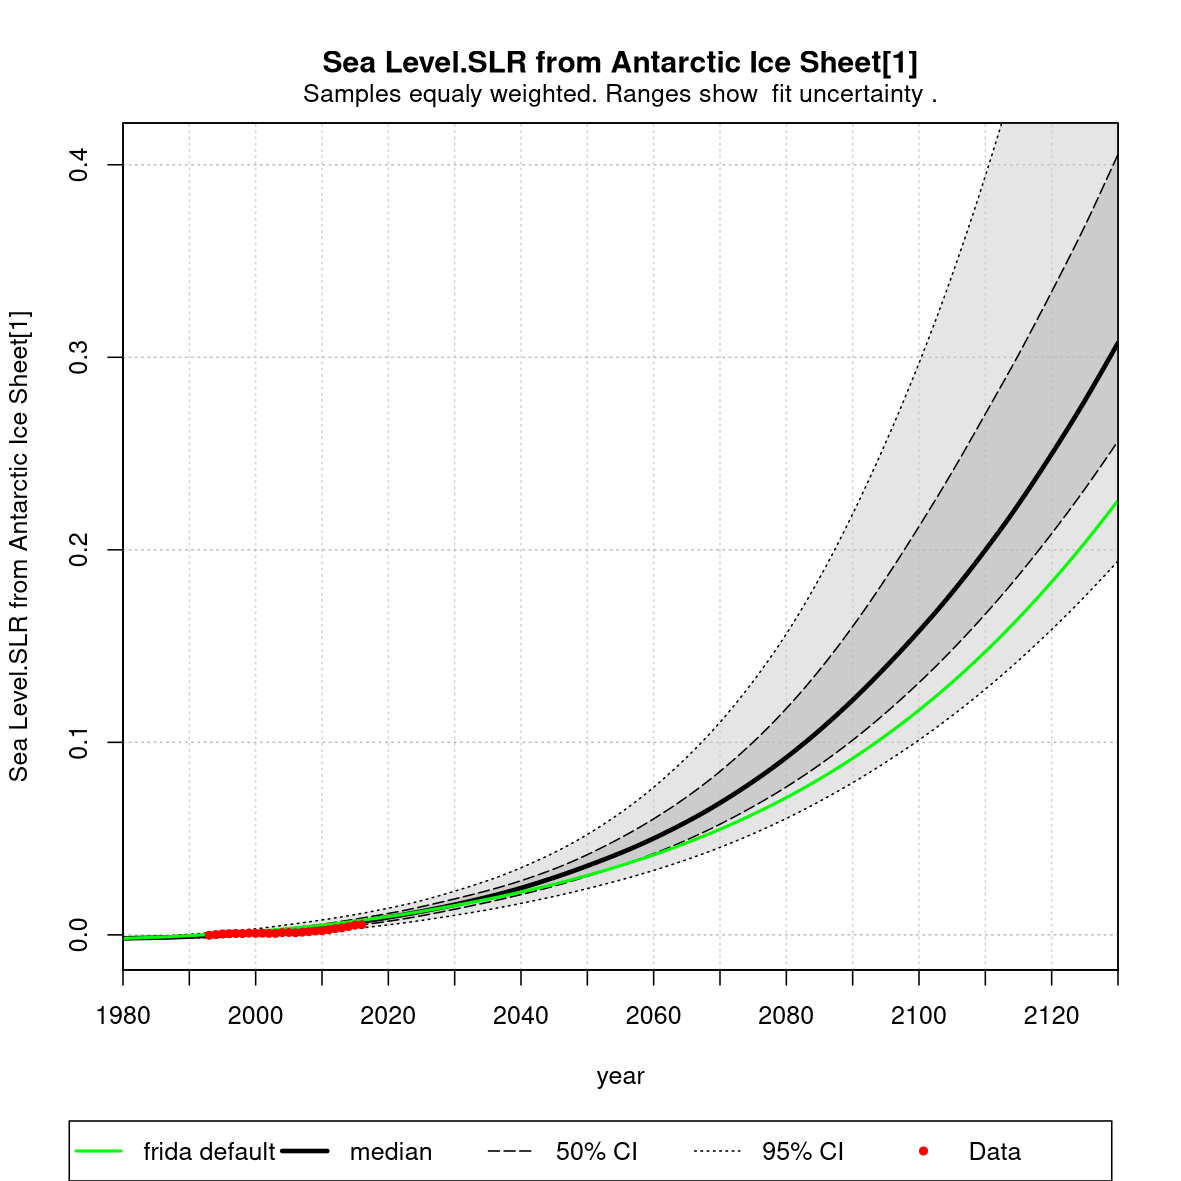 Sea Level.SLR from Antarctic Ice Sheet[1]
Samples equaly weighted. Ranges show  fit uncertainty .
Sea Level.SLR from Antarctic Ice Sheet[1]
0.4
0.3
0.2
0.1
0.0
1980 2000 2020 2040 2060 2080 2100 2120
year
frida default median 50% CI 95% CI Data